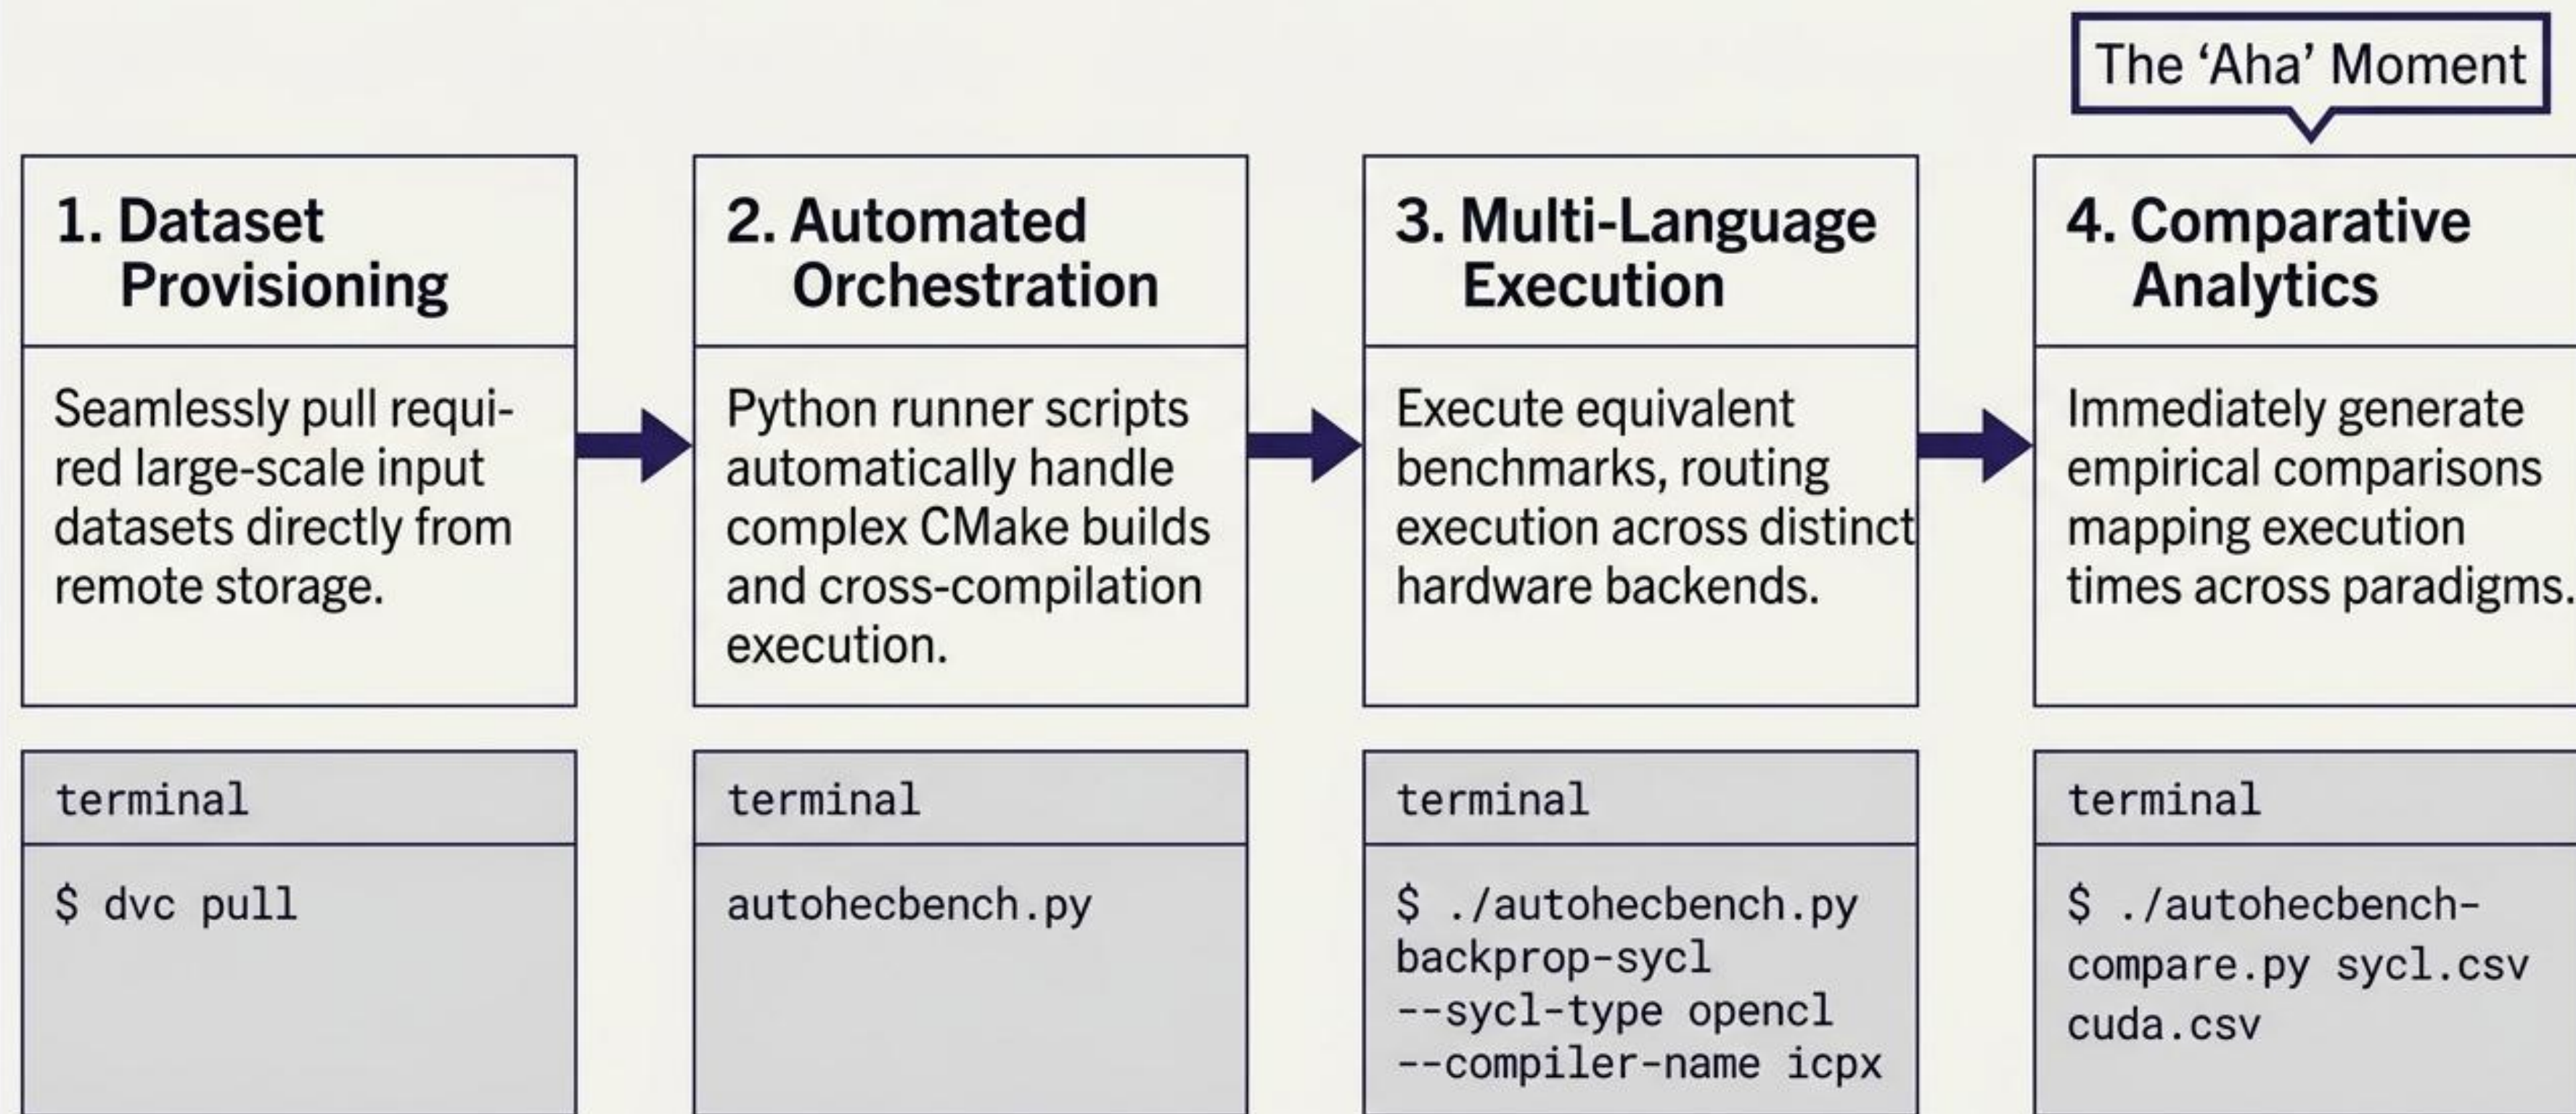 The ‘Aha’ Moment
1. Dataset
Provisioning
Seamlessly pull requi-
red large-scale input
datasets directly from
remote storage.
terminal
$ dvc pull
2. Automated
Orchestration
Python runner scripts
automatically handle
complex CMake builds
and cross-compilation
execution.
terminal
autohecbench.py
3. Multi-Language
Execution
Execute equivalent
benchmarks, routing
execution across distinct
hardware backends.
terminal
$ ./autohecbench.py
backprop-sycl
--sycl-type opencl
--compiler-name icpx
4. Comparative
Analytics
Immediately generate
empirical comparisons
mapping execution
times across paradigms.
terminal
$ ./autohecbench-
compare.py sycl.csv
cuda.csv